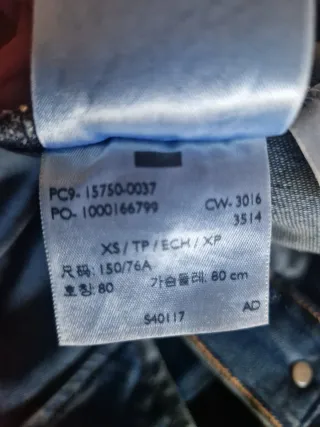 PC9- 15750-0037
PO- 1000166799 CW- 3016
3514
XS / TP / ECH / XP
尺码: 150/76A
호칭: 80 가슴둘레: 80 cm
S40117 AD